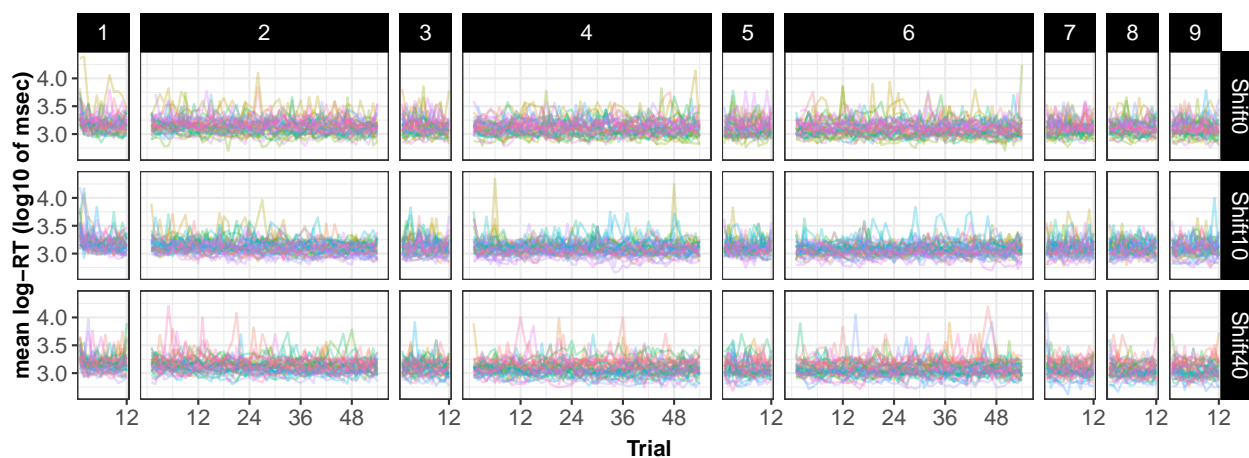 1 2 3 4 5 6 7 8 9
mean log−RT (log10 of msec)
4.0
3.5
3.0
Shift0
4.0
3.5
3.0
Shift10
4.0
3.5
3.0
Shift40
12 12 24 36 48 12 12 24 36 48 12 12 24 36 48 12 12 12
Trial